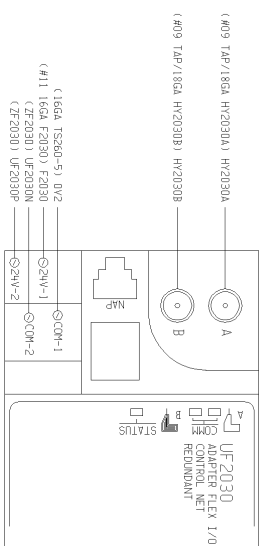 (#09 TAP/18GA HY2030A) HY2030A
(#09 TAP/18GA HY2030B) HY2030B
(16GA TS260-5) 0V2
(#11 16GA F2030) F2030
(ZF2030) UF2030N
(ZF2030) UF2030P
COM-1
24V-1
COM-2
24V-2
NAP
A
B
A
COMM
B
STATUS
UF2030
ADAPTER FLEX I/O
CONTROL NET
REDUNDANT